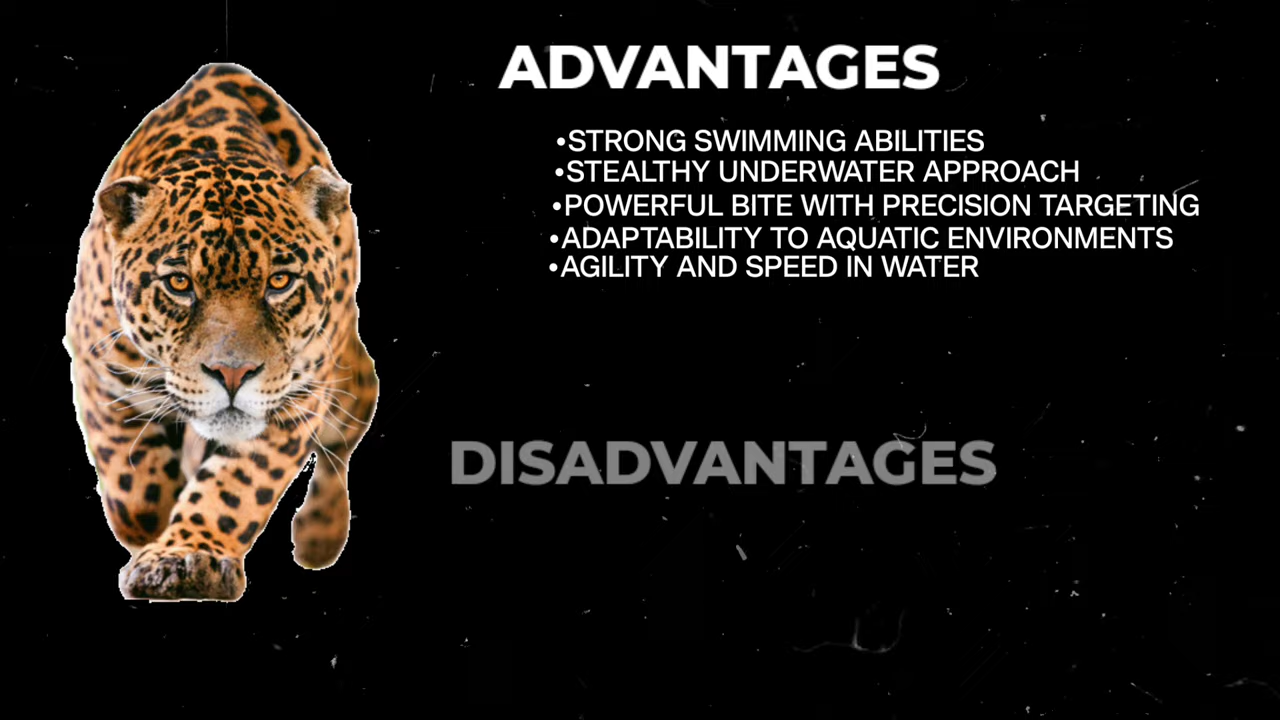 ADVANTAGES
•STRONG SWIMMING ABILITIES
•STEALTHY UNDERWATER APPROACH
•POWERFUL BITE WITH PRECISION TARGETING
•ADAPTABILITY TO AQUATIC ENVIRONMENTS
•AGILITY AND SPEED IN WATER
DISADVANTAGES